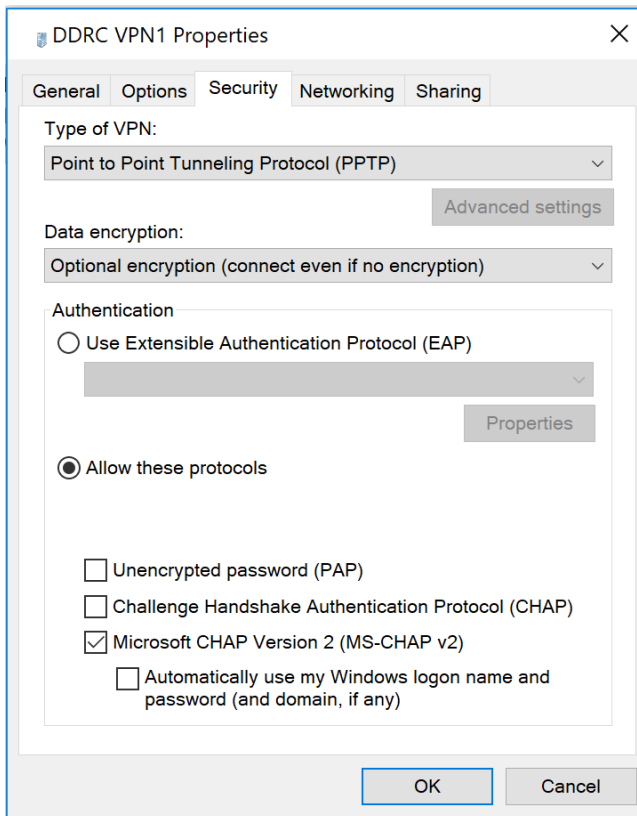 DDRC VPN1 Properties
General Options Security Networking Sharing
Type of VPN:
Point to Point Tunneling Protocol (PPTP)
Advanced settings
Data encryption:
Optional encryption (connect even if no encryption)
Authentication
Use Extensible Authentication Protocol (EAP)
Properties
Allow these protocols
Unencrypted password (PAP)
Challenge Handshake Authentication Protocol (CHAP)
Microsoft CHAP Version 2 (MS-CHAP v2)
Automatically use my Windows logon name and
password (and domain, if any)
OK Cancel